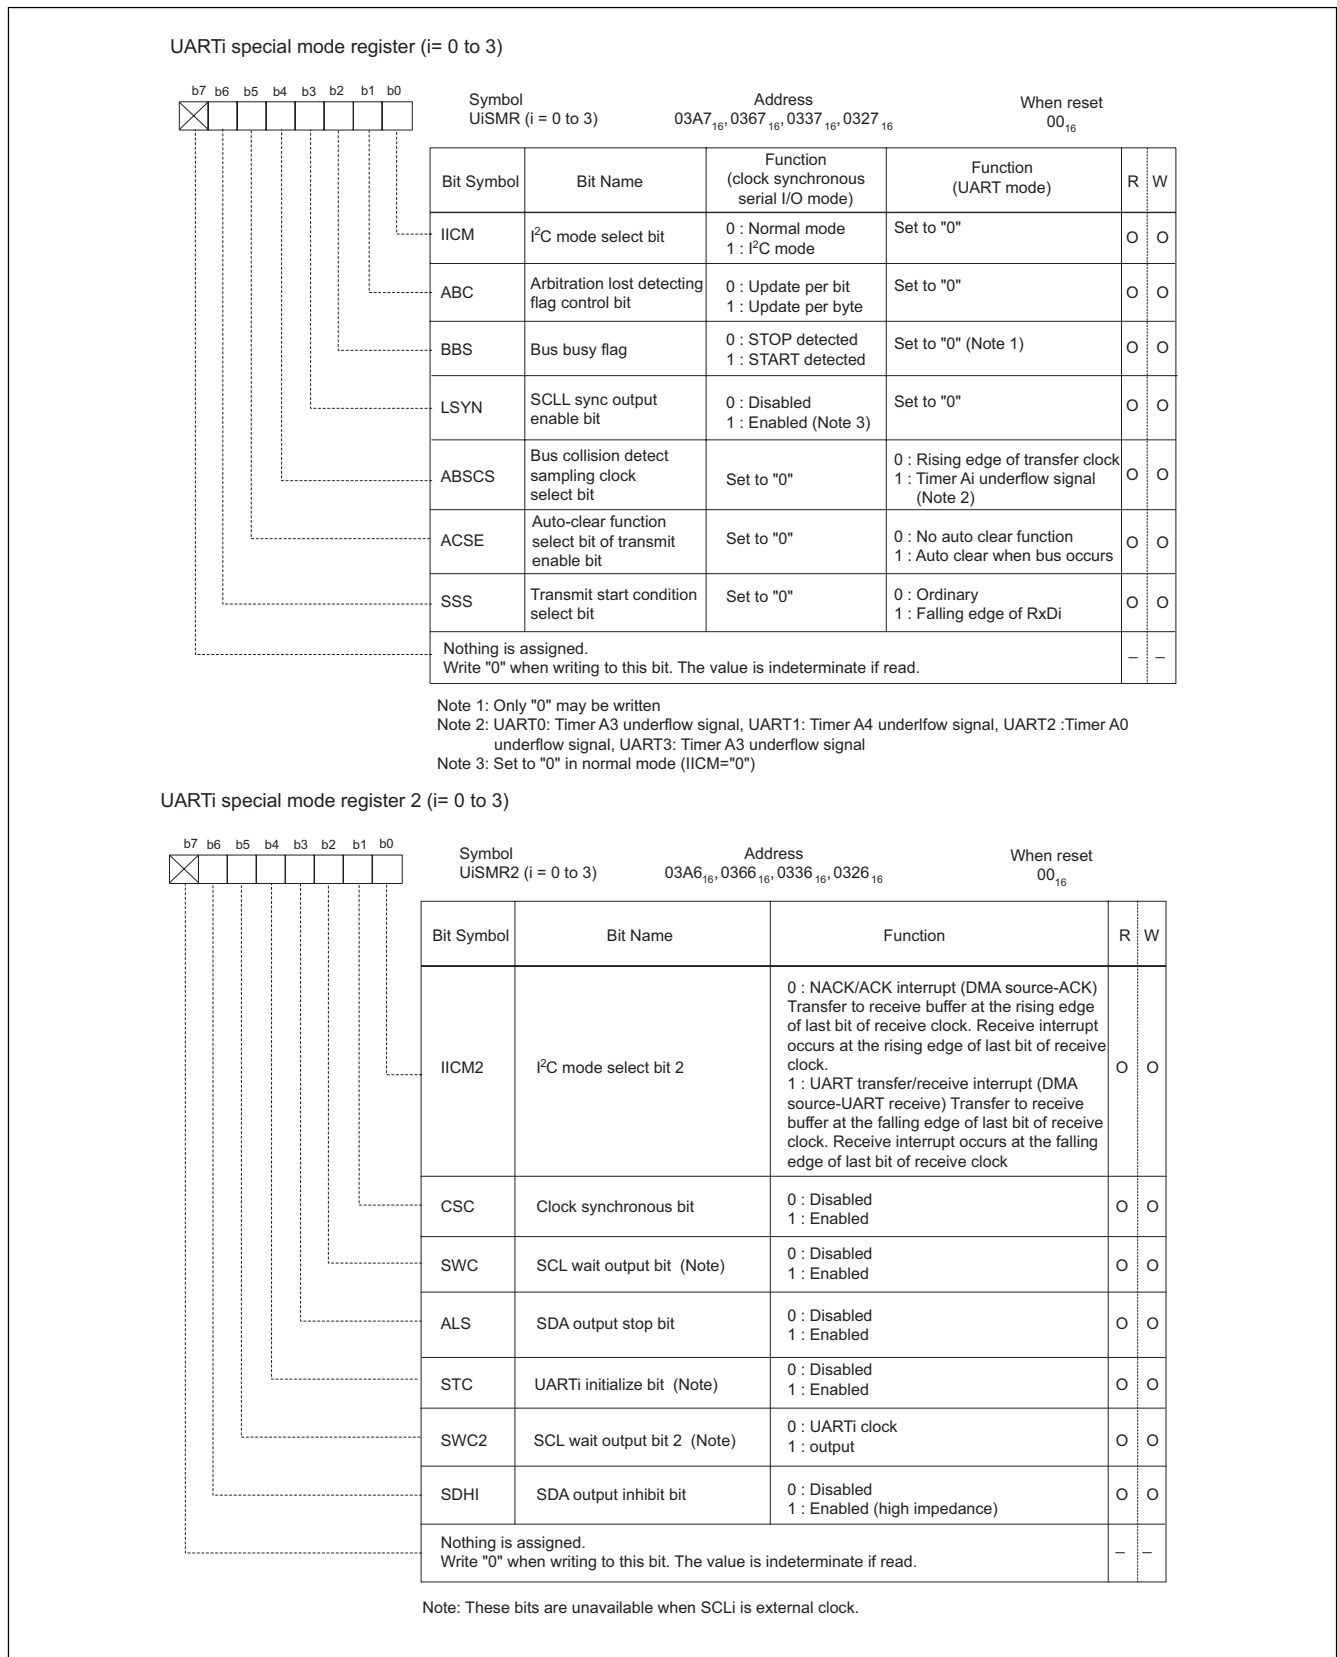 UARTi special mode register (i= 0 to 3)
b7 b6 b5 b4 b3 b2 b1 b0
Symbol Address When reset
UiSMR (i = 0 to 3) 03A7₁₆, 0367₁₆, 0337₁₆, 0327₁₆ 00₁₆
Bit Symbol Bit Name Function (clock synchronous serial I/O mode) Function (UART mode) R W
IICM I²C mode select bit 0 : Normal mode Set to "0" O O
1 : I²C mode
ABC Arbitration lost detecting 0 : Update per bit Set to "0" O O
flag control bit 1 : Update per byte
BBS Bus busy flag 0 : STOP detected Set to "0" (Note 1) O O
1 : START detected
LSYN SCLL sync output 0 : Disabled Set to "0" O O
enable bit 1 : Enabled (Note 3)
ABSCS Bus collision detect Set to "0" 0 : Rising edge of transfer clock O O
sampling clock 1 : Timer Ai underflow signal
select bit (Note 2)
ACSE Auto-clear function Set to "0" 0 : No auto clear function O O
select bit of transmit 1 : Auto clear when bus occurs
enable bit
SSS Transmit start condition Set to "0" 0 : Ordinary O O
select bit 1 : Falling edge of RxDi
Nothing is assigned. – –
Write "0" when writing to this bit. The value is indeterminate if read.
Note 1: Only "0" may be written
Note 2: UART0: Timer A3 underflow signal, UART1: Timer A4 underlfow signal, UART2 :Timer A0
underflow signal, UART3: Timer A3 underflow signal
Note 3: Set to "0" in normal mode (IICM="0")
UARTi special mode register 2 (i= 0 to 3)
b7 b6 b5 b4 b3 b2 b1 b0
Symbol Address When reset
UiSMR2 (i = 0 to 3) 03A6₁₆, 0366₁₆, 0336₁₆, 0326₁₆ 00₁₆
Bit Symbol Bit Name Function R W
IICM2 I²C mode select bit 2 0 : NACK/ACK interrupt (DMA source-ACK) O O
Transfer to receive buffer at the rising edge
of last bit of receive clock. Receive interrupt
occurs at the rising edge of last bit of receive
clock.
1 : UART transfer/receive interrupt (DMA
source-UART receive) Transfer to receive
buffer at the falling edge of last bit of receive
clock. Receive interrupt occurs at the falling
edge of last bit of receive clock
CSC Clock synchronous bit 0 : Disabled O O
1 : Enabled
SWC SCL wait output bit (Note) 0 : Disabled O O
1 : Enabled
ALS SDA output stop bit 0 : Disabled O O
1 : Enabled
STC UARTi initialize bit (Note) 0 : Disabled O O
1 : Enabled
SWC2 SCL wait output bit 2 (Note) 0 : UARTi clock O O
1 : output
SDHI SDA output inhibit bit 0 : Disabled O O
1 : Enabled (high impedance)
Nothing is assigned. – –
Write "0" when writing to this bit. The value is indeterminate if read.
Note: These bits are unavailable when SCLi is external clock.